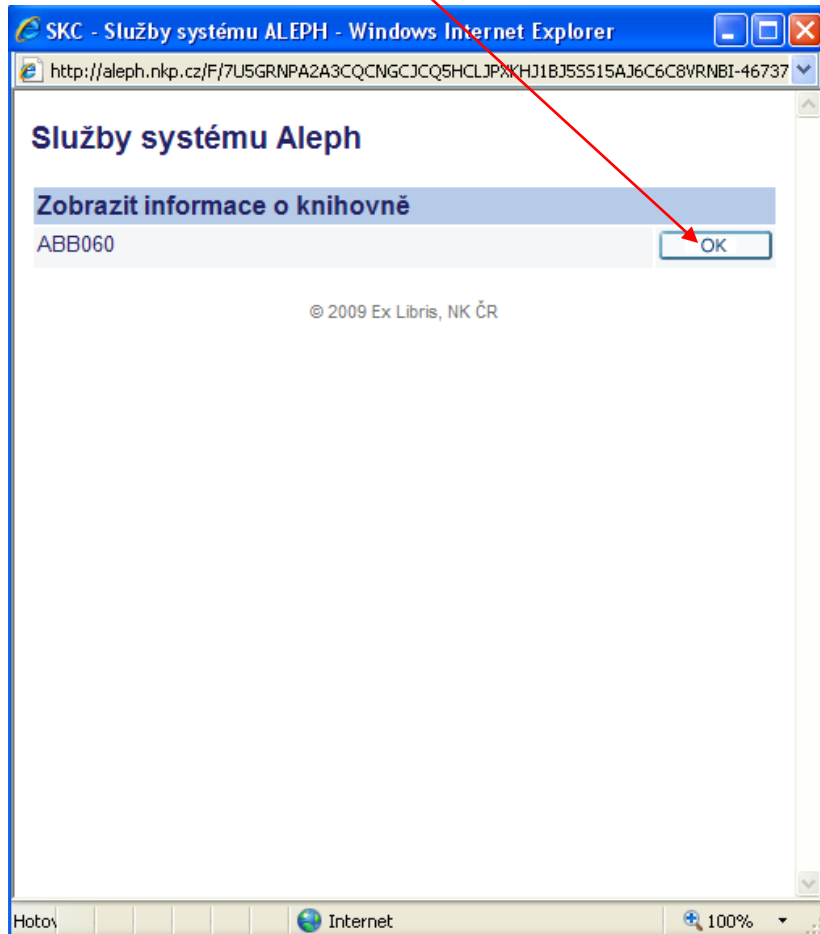 SKC - Služby systému ALEPH - Windows Internet Explorer
http://aleph.nkp.cz/F/7U5GRNPA2A3CQCNGCJCQ5HCLJPXKHJ1BJ5SS15AJ6C6C8VRNBI-46737
Služby systému Aleph
Zobrazit informace o knihovně
ABB060 OK
© 2009 Ex Libris, NK ČR
Internet 100%